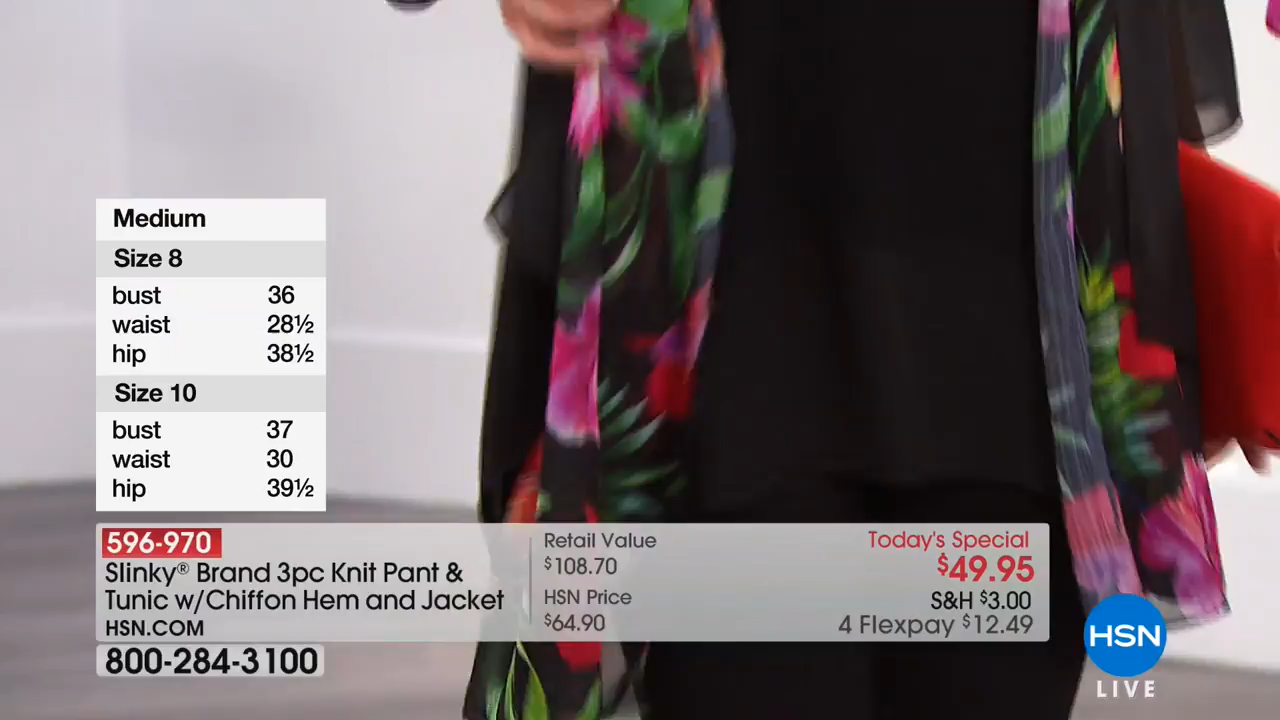 Medium
Size 8
bust 36
waist 28½
hip 38½
Size 10
bust 37
waist 30
hip 39½
596-970
Slinky® Brand 3pc Knit Pant &
Tunic w/Chiffon Hem and Jacket
HSN.COM
800-284-3100
Retail Value
$108.70
HSN Price
$64.90
Today's Special
$49.95
S&H $3.00
4 Flexpay $12.49
HSN
LIVE